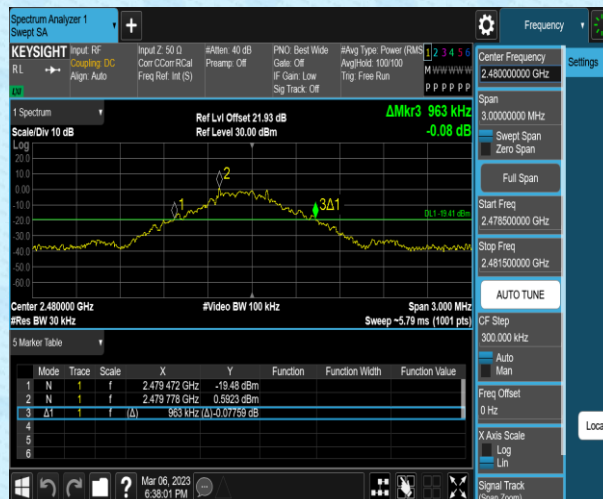 Spectrum Analyzer 1
Swept SA
+
Frequency
KEYSIGHT
RL
Input: RF
Coupling: DC
Align: Auto
Input Z: 50 Ω
Corr CCorr RCal
Freq Ref: Int (S)
#Atten: 40 dB
Preamp: Off
PNO: Best Wide
Gate: Off
IF Gain: Low
Sig Track: Off
#Avg Type: Power (RMS
Avg|Hold: 100/100
Trig: Free Run
1 2 3 4 5 6
M W W W W W
P P P P P P
1 Spectrum
Scale/Div 10 dB
Ref Lvl Offset 21.93 dB
Ref Level 30.00 dBm
ΔMkr3 963 kHz
-0.08 dB
Log
20.0
10.0
0.00
-10.0
-20.0
-30.0
-40.0
-50.0
-60.0
1
2
3Δ1
DL1 -19.41 dBm
Center 2.480000 GHz
#Video BW 100 kHz
Span 3.000 MHz
#Res BW 30 kHz
Sweep ~5.79 ms (1001 pts)
5 Marker Table
Mode Trace Scale X Y Function Function Width Function Value
1 N 1 f 2.479 472 GHz -19.48 dBm
2 N 1 f 2.479 778 GHz 0.5923 dBm
3 Δ1 1 f (Δ) 963 kHz (Δ) -0.07759 dB
4
5
6
Center Frequency
2.480000000 GHz
Span
3.00000000 MHz
Swept Span
Zero Span
Full Span
Start Freq
2.478500000 GHz
Stop Freq
2.481500000 GHz
AUTO TUNE
CF Step
300.000 kHz
Auto
Man
Freq Offset
0 Hz
X Axis Scale
Log
Lin
Signal Track
(Span Zoom)
Settings
Loca
?
Mar 06, 2023
6:38:01 PM